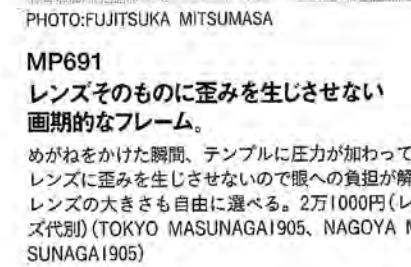 PHOTO:FUJITSUKA MITSUMASA
MP691
レンズそのものに歪みを生じさせない
画期的なフレーム。
めがねをかけた瞬間、テンプルに圧力が加わって
レンズに歪みを生じさせないので眼への負担が解
レンズの大きさも自由に選べる。2万1000円(レ
ズ代別)(TOKYO MASUNAGA1905、NAGOYA M
SUNAGA1905)